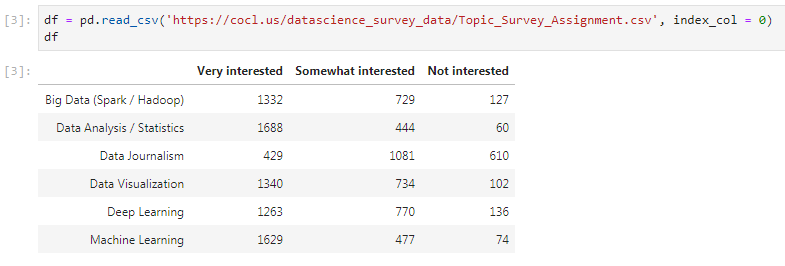 [3]: df = pd.read_csv('https://cocl.us/datascience_survey_data/Topic_Survey_Assignment.csv', index_col = 0)
df
[3]: Very interested Somewhat interested Not interested
Big Data (Spark / Hadoop) 1332 729 127
Data Analysis / Statistics 1688 444 60
Data Journalism 429 1081 610
Data Visualization 1340 734 102
Deep Learning 1263 770 136
Machine Learning 1629 477 74